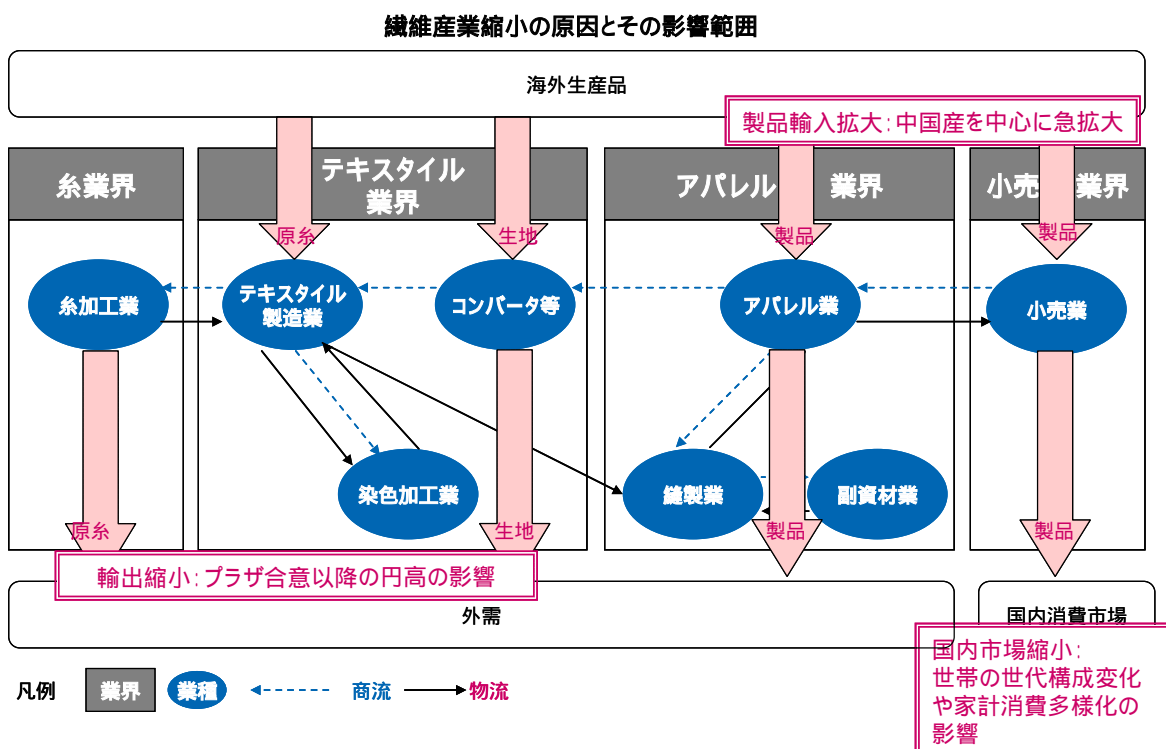 繊維産業縮小の原因とその影響範囲
海外生産品
製品輸入拡大:中国産を中心に急拡大
糸業界
テキスタイル
業界
アパレル 業界
小売 業界
原糸
生地
製品
製品
糸加工業
テキスタイル
製造業
コンバータ等
アパレル業
小売業
染色加工業
縫製業
副資材業
原糸
生地
製品
製品
輸出縮小:プラザ合意以降の円高の影響
外需
国内消費市場
国内市場縮小:
世帯の世代構成変化
や家計消費多様化の
影響
凡例
業界
業種
商流
物流